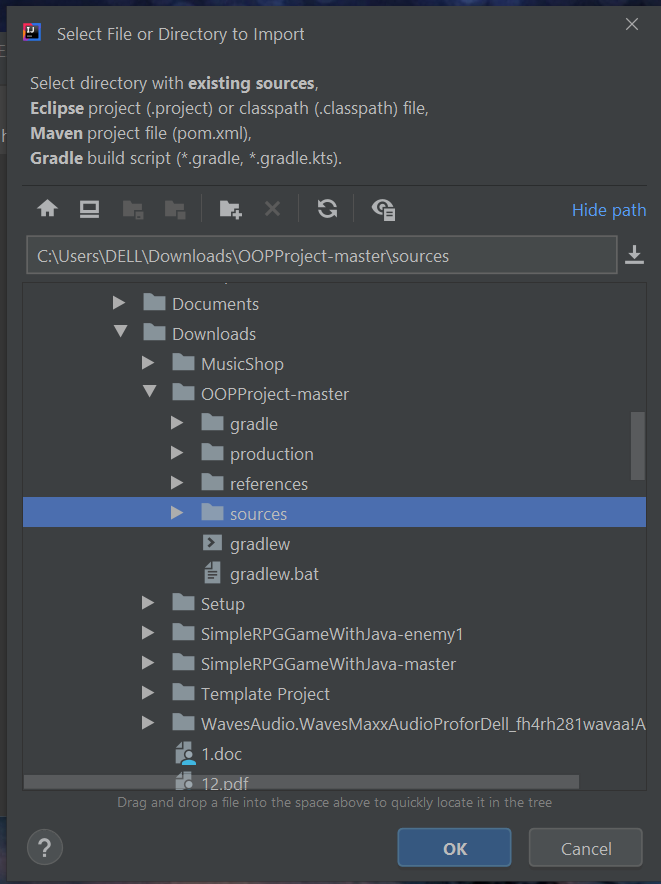 Select File or Directory to Import
Select directory with existing sources,
Eclipse project (.project) or classpath (.classpath) file,
Maven project file (pom.xml),
Gradle build script (*.gradle, *.gradle.kts).
Hide path
C:\Users\DELL\Downloads\OOPProject-master\sources
Documents
Downloads
MusicShop
OOPProject-master
gradle
production
references
sources
gradlew
gradlew.bat
Setup
SimpleRPGGameWithJava-enemy1
SimpleRPGGameWithJava-master
Template Project
WavesAudio.WavesMaxxAudioProforDell_fh4rh281wavaa!A
1.doc
12.pdf
Drag and drop a file into the space above to quickly locate it in the tree
?
OK
Cancel